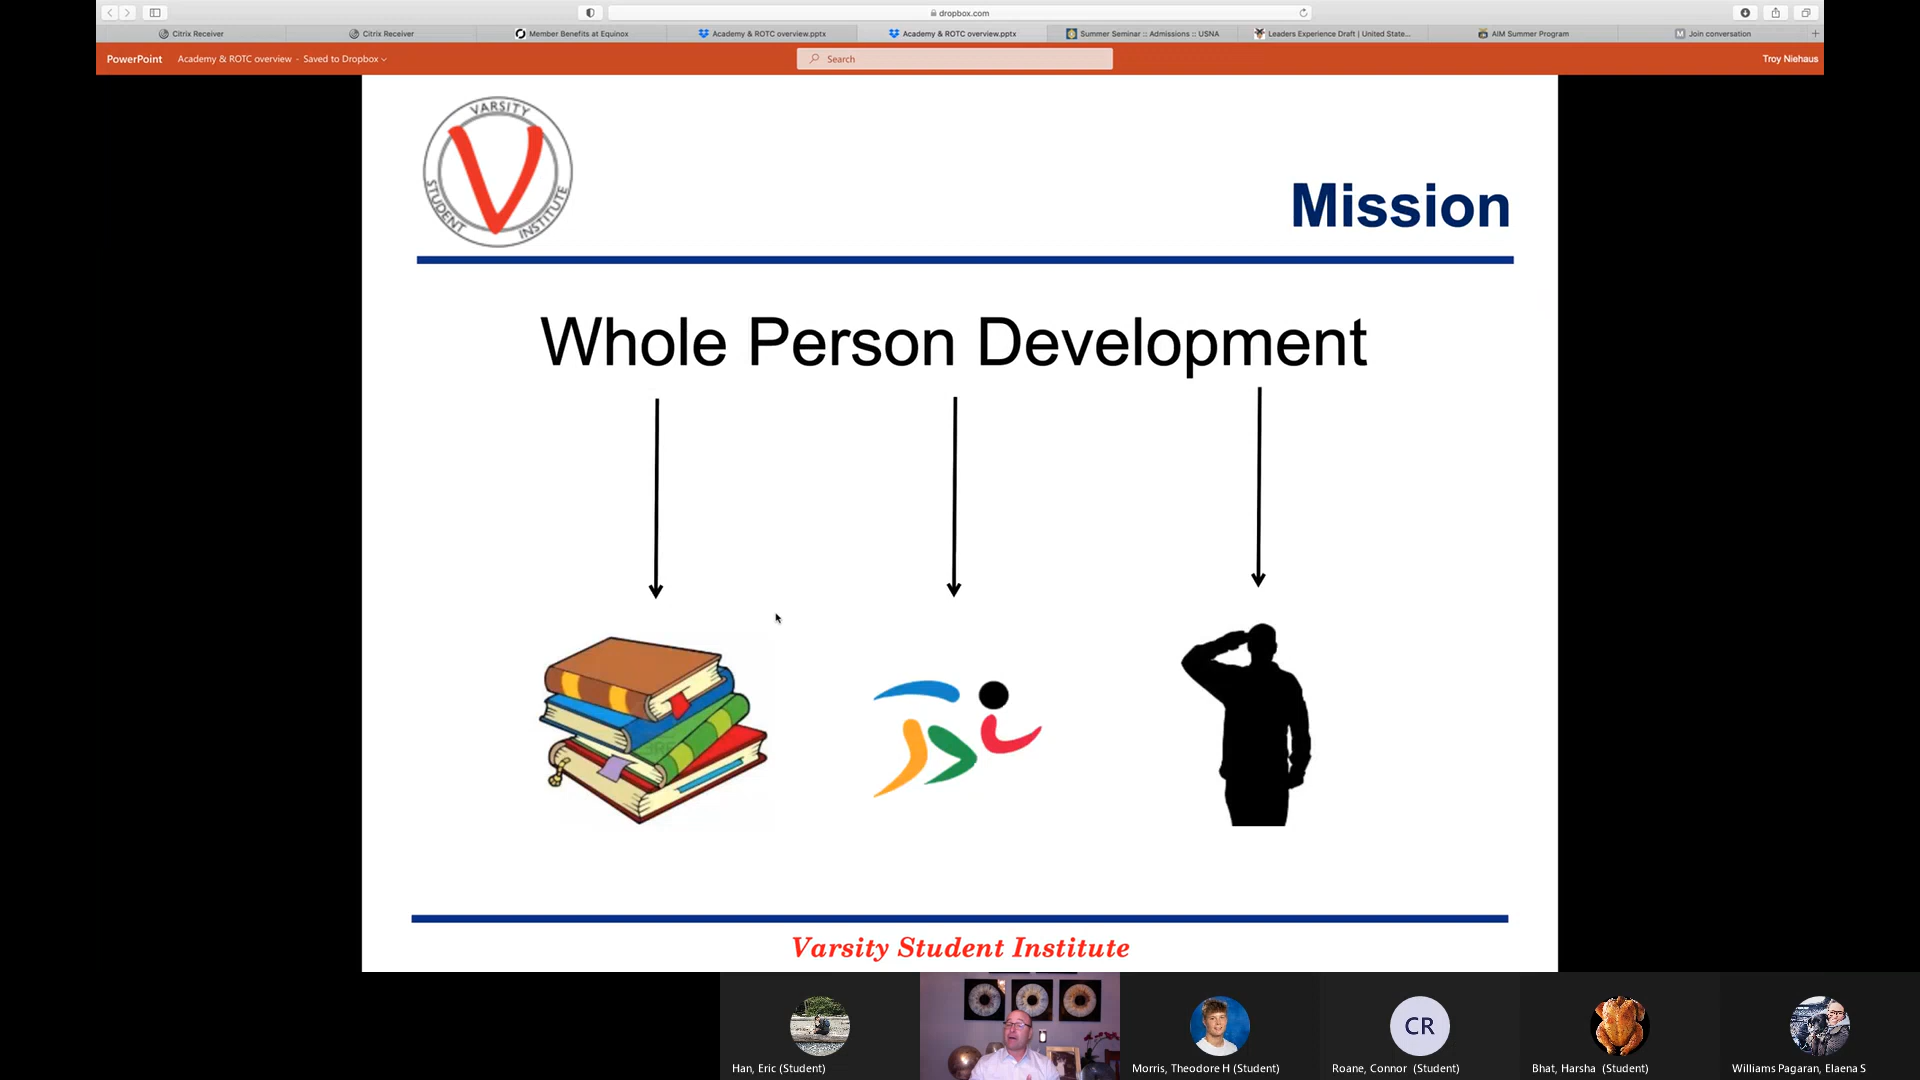 dropbox.com
Citrix Receiver
Citrix Receiver
Member Benefits at Equinox
Academy & ROTC overview.pptx
Academy & ROTC overview.pptx
Summer Seminar :: Admissions :: USNA
Leaders Experience Draft | United State...
AIM Summer Program
M
Join conversation
PowerPoint
Academy & ROTC overview - Saved to Dropbox
Search
Troy Niehaus
VARSITY
V
STUDENT INSTITUTE
Mission
Whole Person Development
Varsity Student Institute
CR
Han, Eric (Student)
Morris, Theodore H (Student)
Roane, Connor (Student)
Bhat, Harsha (Student)
Williams Pagaran, Elaena S